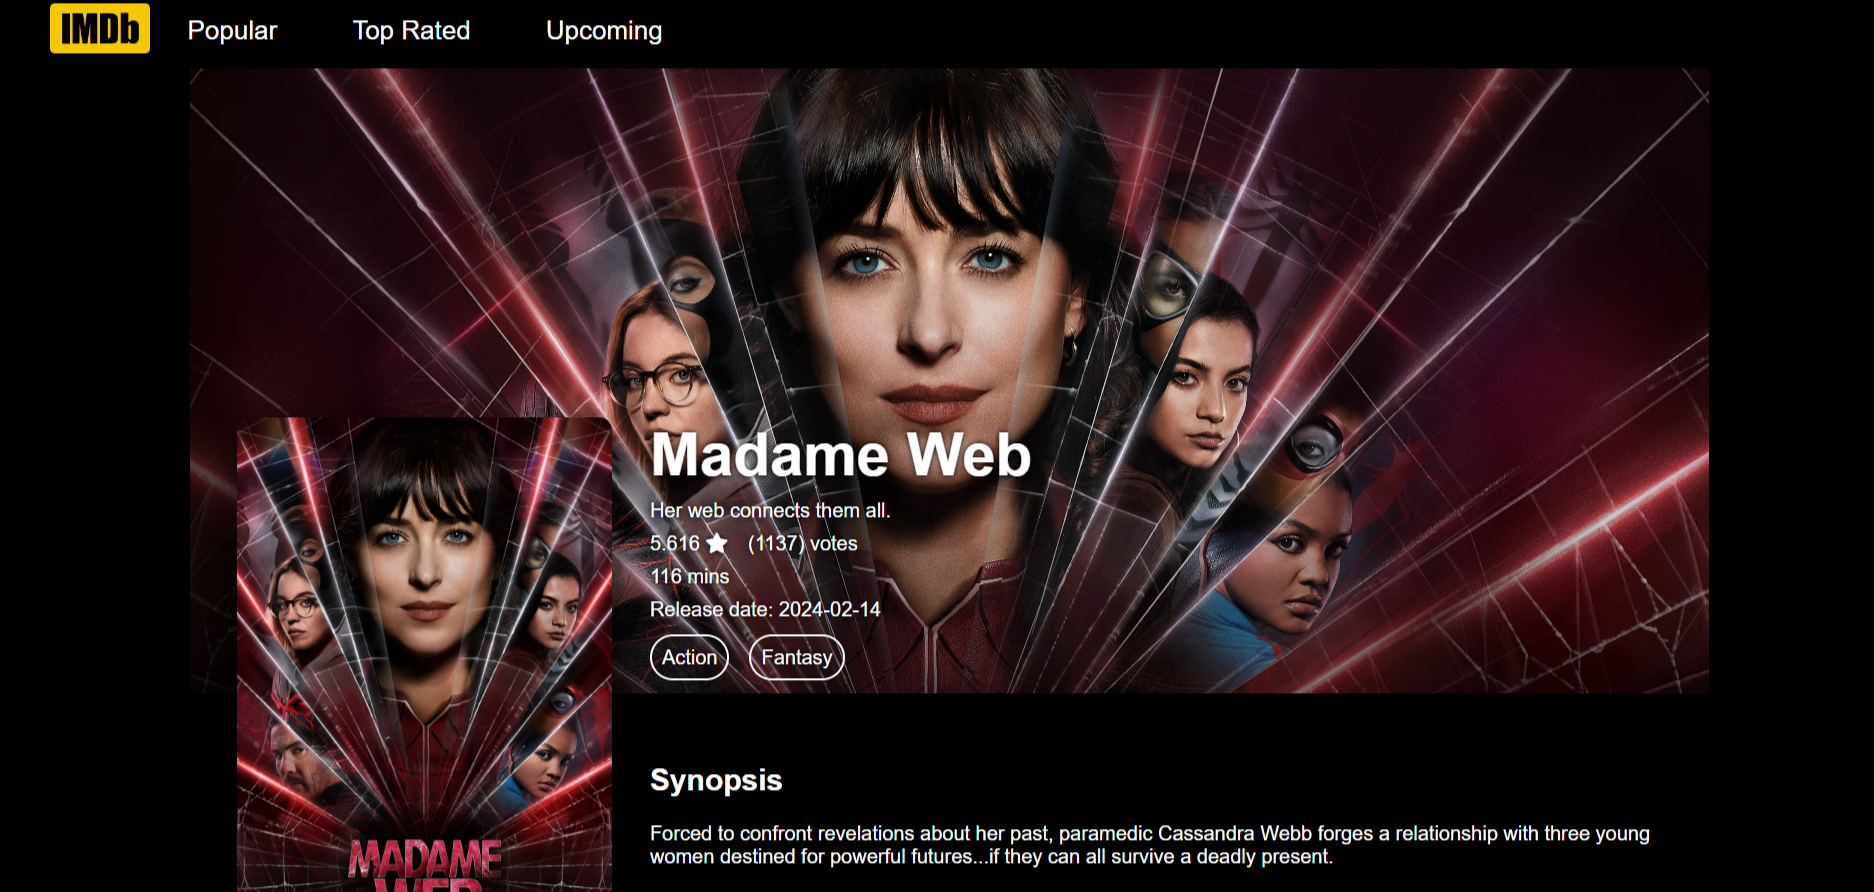 IMDb
Popular
Top Rated
Upcoming
Madame Web
Her web connects them all.
5.616 (1137) votes
116 mins
Release date: 2024-02-14
Action
Fantasy
MADAME
WEB
Synopsis
Forced to confront revelations about her past, paramedic Cassandra Webb forges a relationship with three young
women destined for powerful futures...if they can all survive a deadly present.